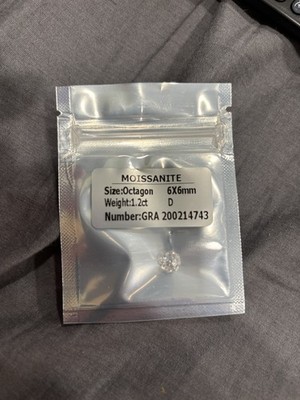 MOISSANITE
Size:Octagon 6X6mm
Weight:1.2ct D
Number:GRA 200214743